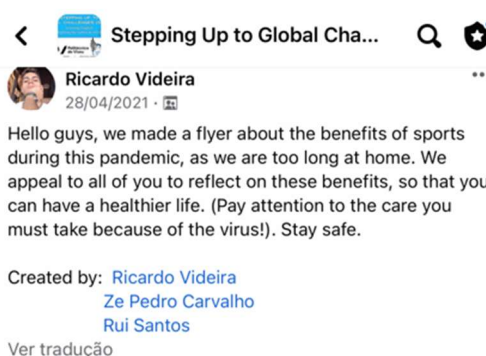 Stepping Up to Global Cha...
Ricardo Videira
28/04/2021 ·
Hello guys, we made a flyer about the benefits of sports
during this pandemic, as we are too long at home. We
appeal to all of you to reflect on these benefits, so that you
can have a healthier life. (Pay attention to the care you
must take because of the virus!). Stay safe.
Created by: Ricardo Videira
Ze Pedro Carvalho
Rui Santos
Ver tradução